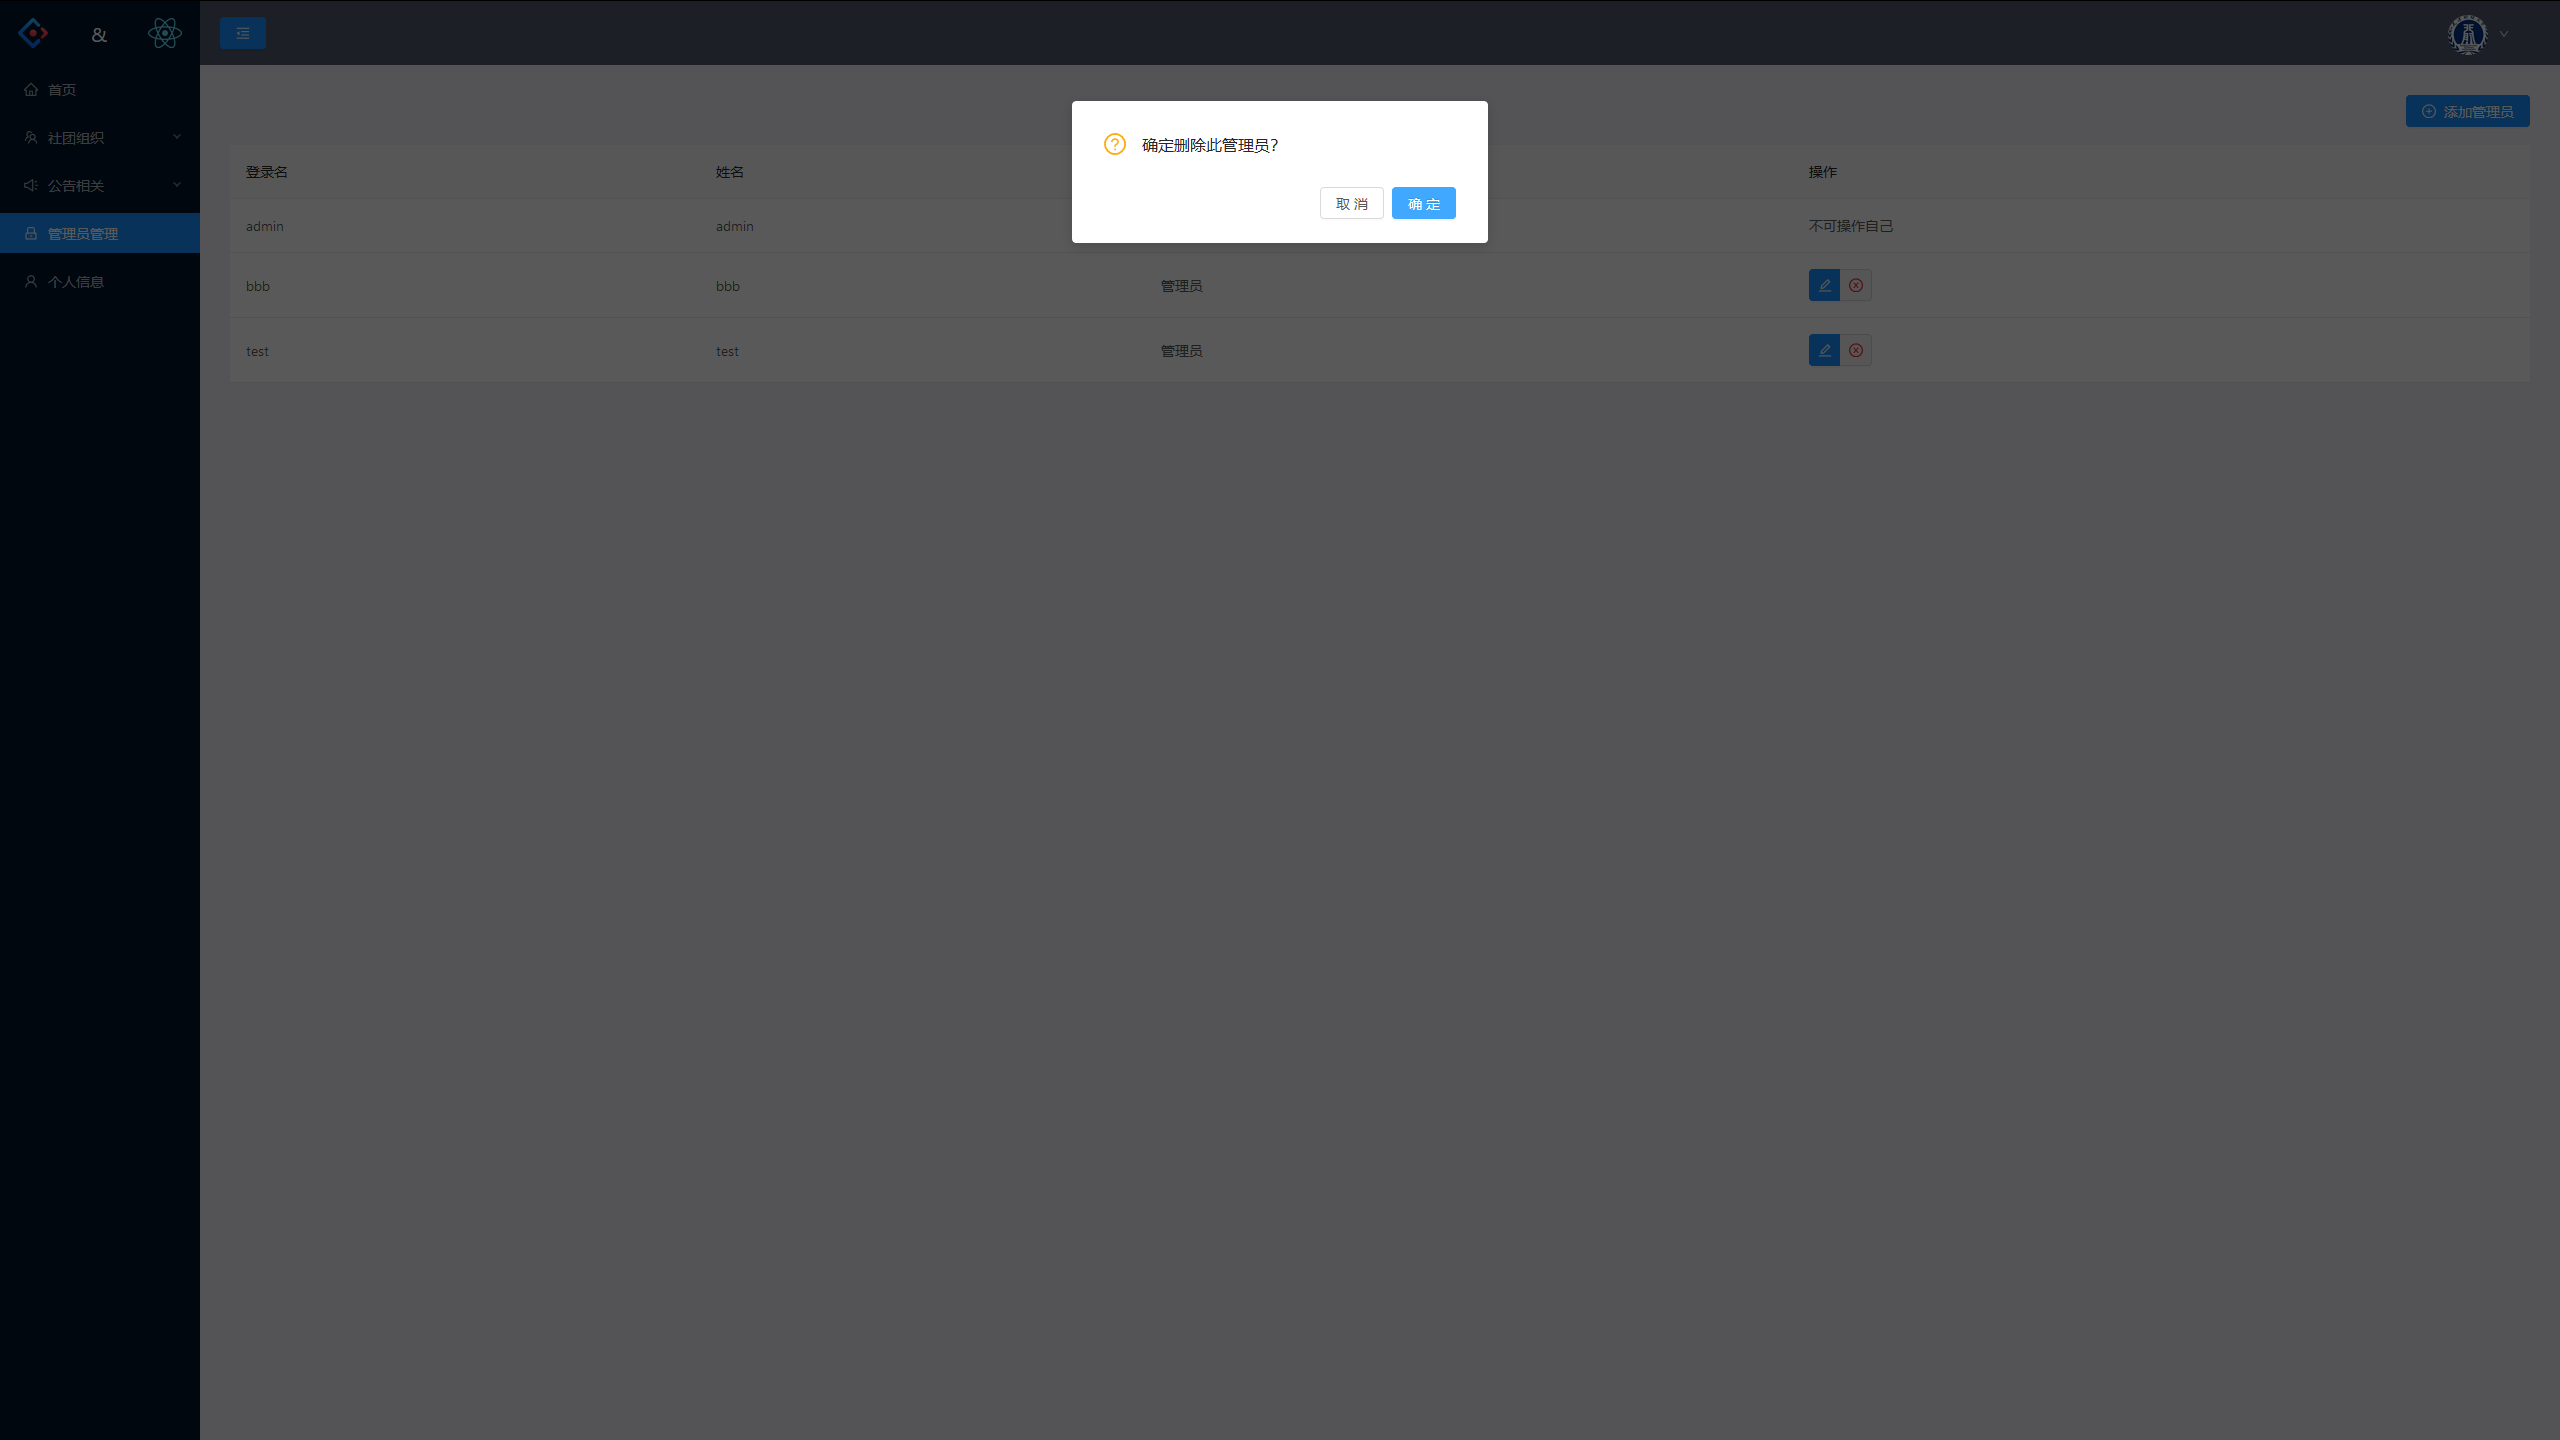 &
首页
社团组织
公告相关
管理员管理
个人信息
添加管理员
确定删除此管理员?
取 消 确 定
登录名 姓名 操作
admin admin 不可操作自己
bbb bbb 管理员
test test 管理员